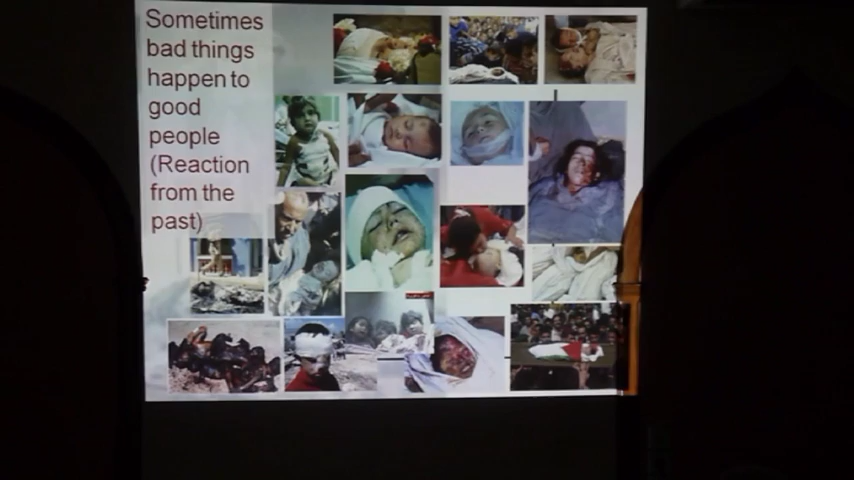 Sometimes
bad things
happen to
good
people
(Reaction
from the
past)